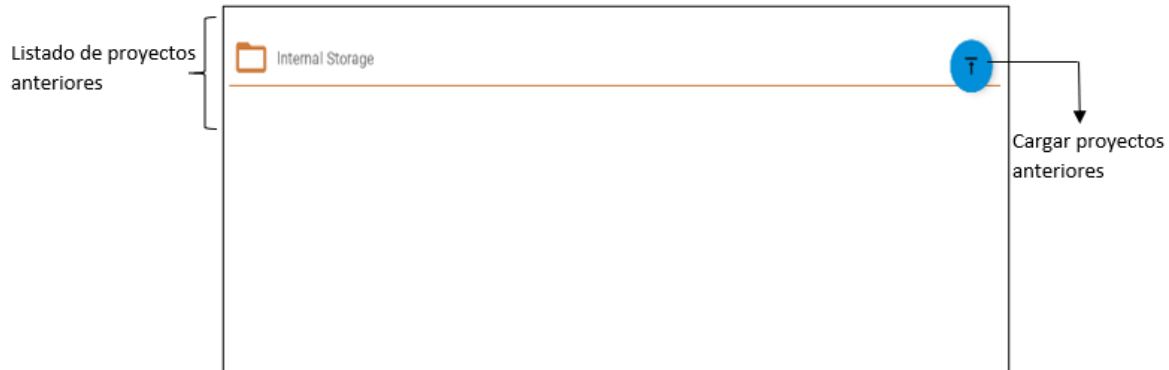 Listado de proyectos
anteriores
Internal Storage
Cargar proyectos
anteriores